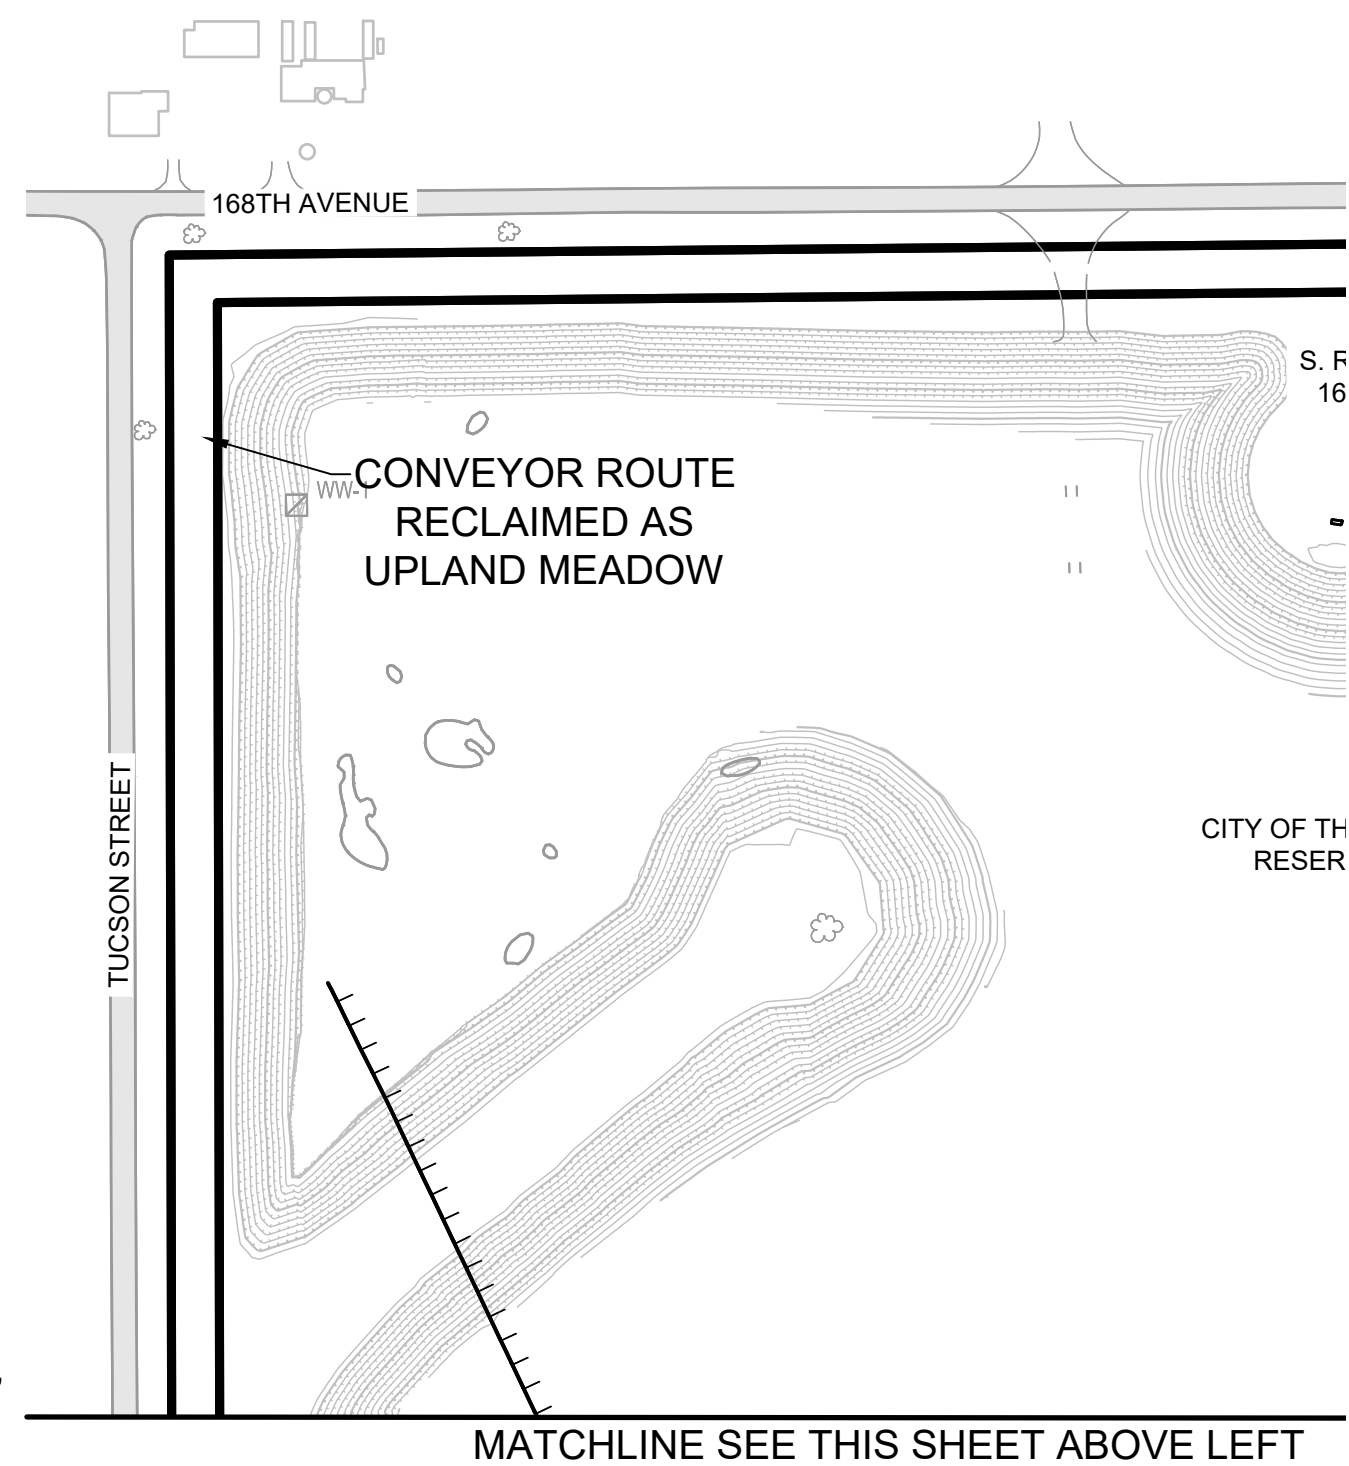 168TH AVENUE
S. R
16
CONVEYOR ROUTE
WW-1
RECLAIMED AS
UPLAND MEADOW
TUCSON STREET
CITY OF TH
RESER
MATCHLINE SEE THIS SHEET ABOVE LEFT